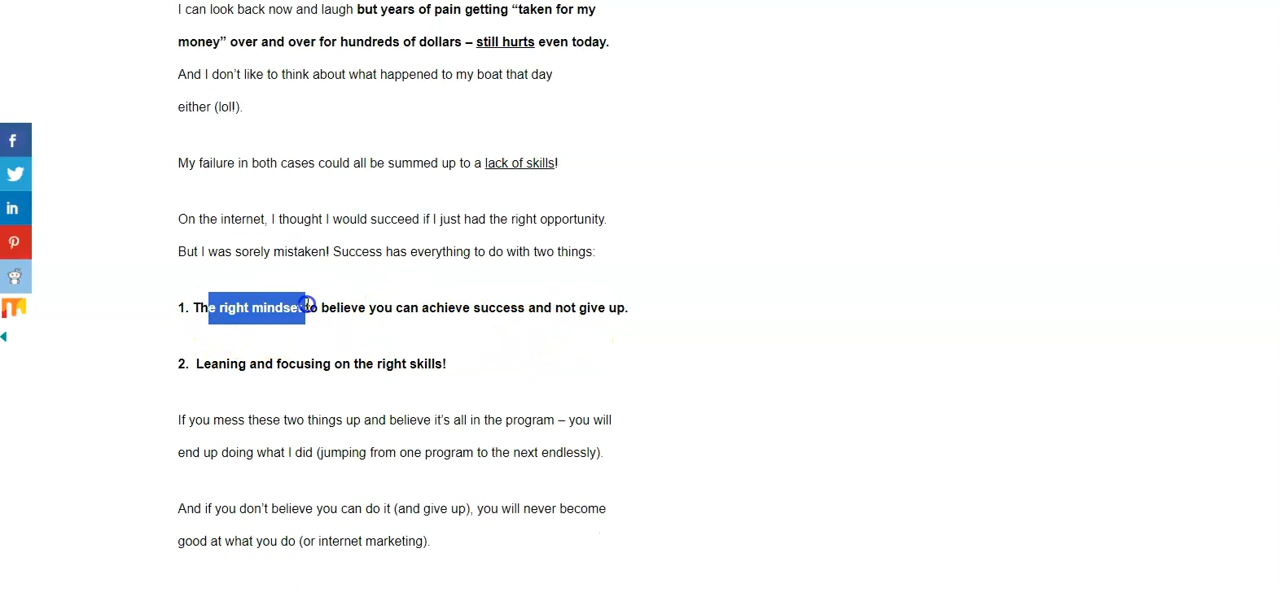 I can look back now and laugh but years of pain getting “taken for my
money” over and over for hundreds of dollars – still hurts even today.
And I don’t like to think about what happened to my boat that day
either (lol!).
My failure in both cases could all be summed up to a lack of skills!
On the internet, I thought I would succeed if I just had the right opportunity.
But I was sorely mistaken! Success has everything to do with two things:
1. The right mindset to believe you can achieve success and not give up.
2. Leaning and focusing on the right skills!
If you mess these two things up and believe it’s all in the program – you will
end up doing what I did (jumping from one program to the next endlessly).
And if you don’t believe you can do it (and give up), you will never become
good at what you do (or internet marketing).